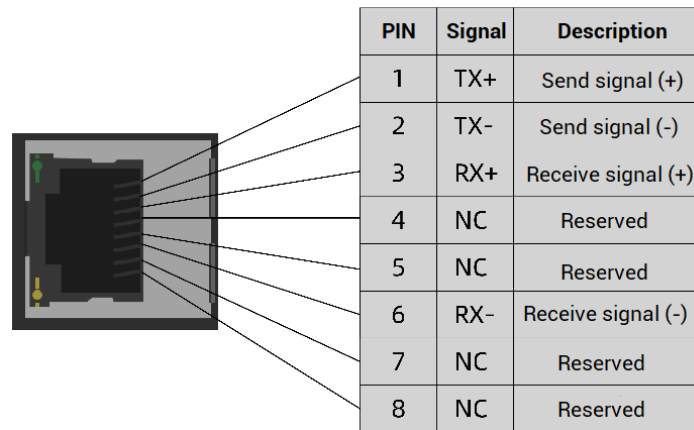 PIN Signal Description
1 TX+ Send signal (+)
2 TX- Send signal (-)
3 RX+ Receive signal (+)
4 NC Reserved
5 NC Reserved
6 RX- Receive signal (-)
7 NC Reserved
8 NC Reserved